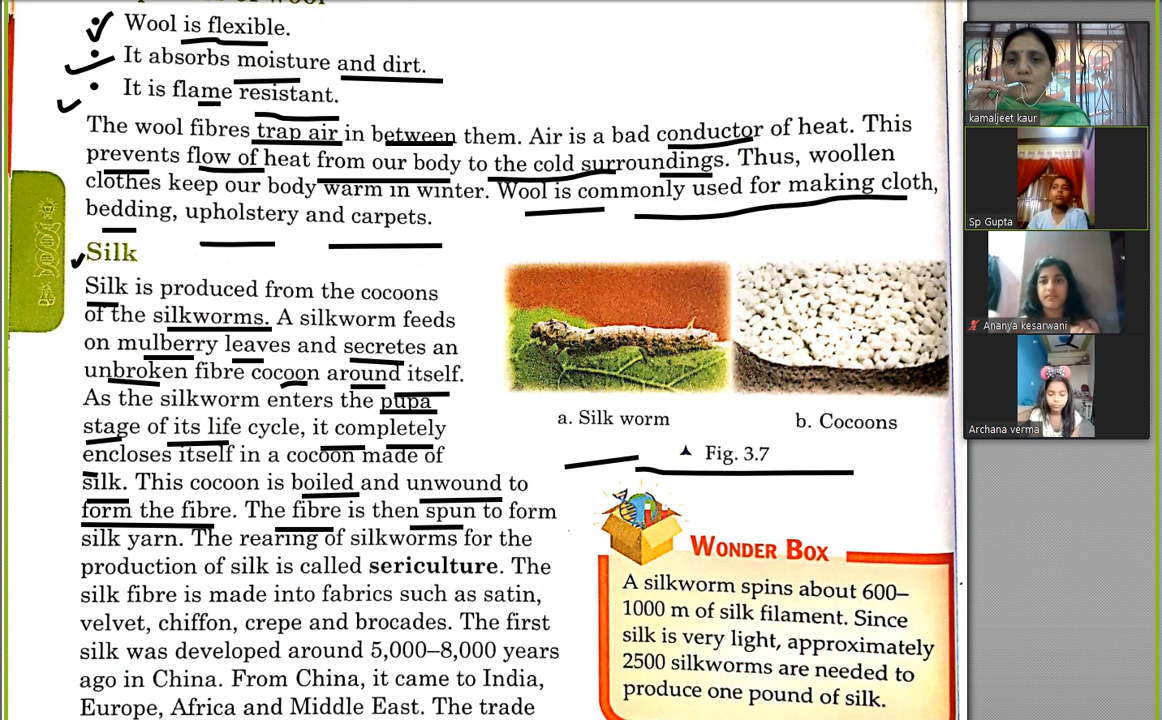 Wool is flexible.
It absorbs moisture and dirt.
It is flame resistant.
The wool fibres trap air in between them. Air is a bad conductor of heat. This
prevents flow of heat from our body to the cold surroundings. Thus, woollen
clothes keep our body warm in winter. Wool is commonly used for making cloth,
bedding, upholstery and carpets.
Silk
Silk is produced from the cocoons
of the silkworms. A silkworm feeds
on mulberry leaves and secretes an
unbroken fibre cocoon around itself.
As the silkworm enters the pupa
stage of its life cycle, it completely
encloses itself in a cocoon made of
silk. This cocoon is boiled and unwound to
form the fibre. The fibre is then spun to form
silk yarn. The rearing of silkworms for the
production of silk is called sericulture. The
silk fibre is made into fabrics such as satin,
velvet, chiffon, crepe and brocades. The first
silk was developed around 5,000–8,000 years
ago in China. From China, it came to India,
Europe, Africa and Middle East. The trade
a. Silk worm
b. Cocoons
▲ Fig. 3.7
WONDER BOX
A silkworm spins about 600–
1000 m of silk filament. Since
silk is very light, approximately
2500 silkworms are needed to
produce one pound of silk.
kamaljeet kaur
Sp Gupta
Ananya kesarwani
Archana verma